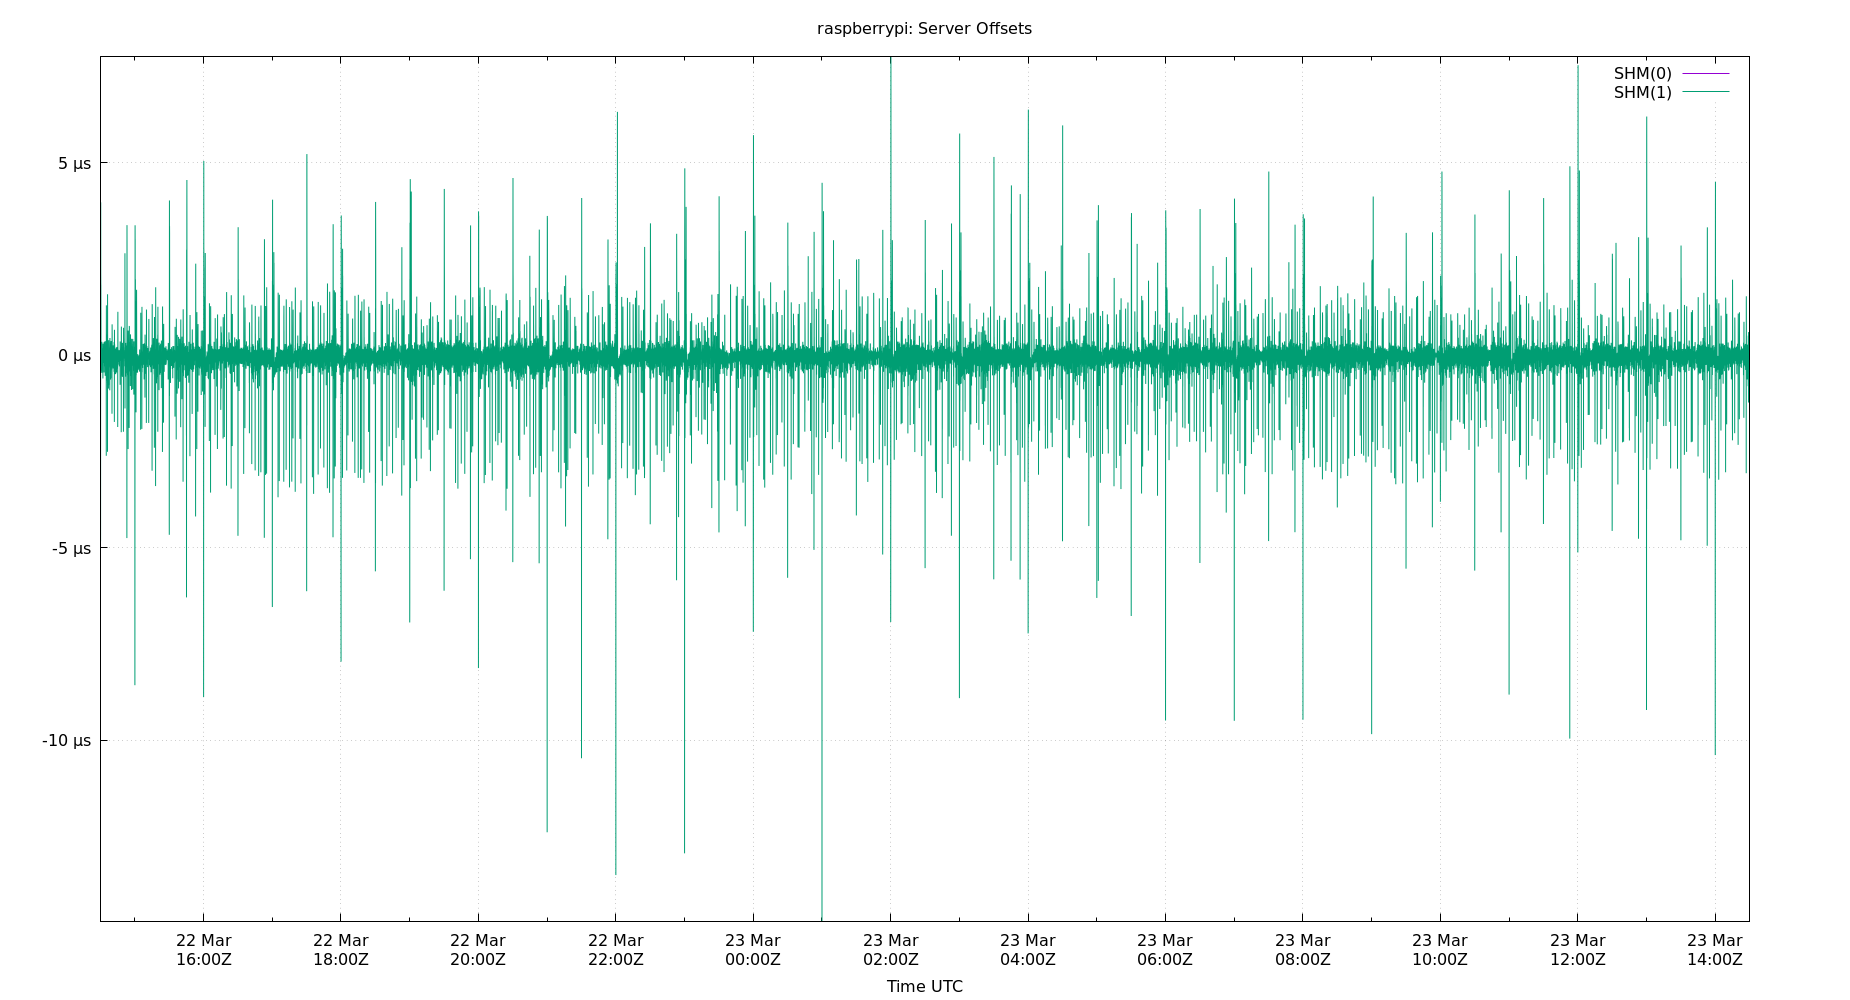 raspberrypi: Server Offsets
SHM(0)
SHM(1)
5 µs
0 µs
-5 µs
-10 µs
22 Mar 22 Mar 22 Mar 22 Mar 23 Mar 23 Mar 23 Mar 23 Mar 23 Mar 23 Mar 23 Mar 23 Mar
16:00Z 18:00Z 20:00Z 22:00Z 00:00Z 02:00Z 04:00Z 06:00Z 08:00Z 10:00Z 12:00Z 14:00Z
Time UTC